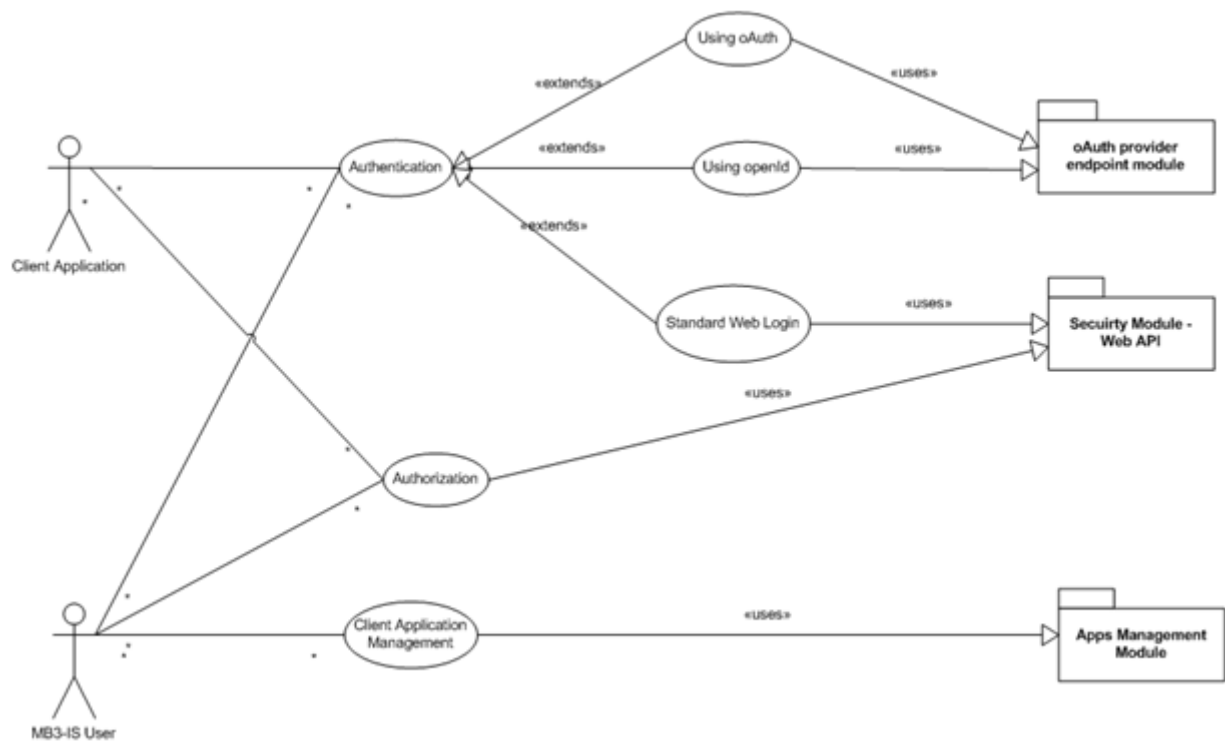 Using oAuth
«extends»
«uses»
oAuth provider
endpoint module
Authentication
«extends»
Using openId
«uses»
*
*
*
*
Client Application
«extends»
Standard Web Login
«uses»
Secuirty Module -
Web API
«uses»
*
Authorization
*
*
Client Application
Management
«uses»
Apps Management
Module
*
*
*
MB3-IS User